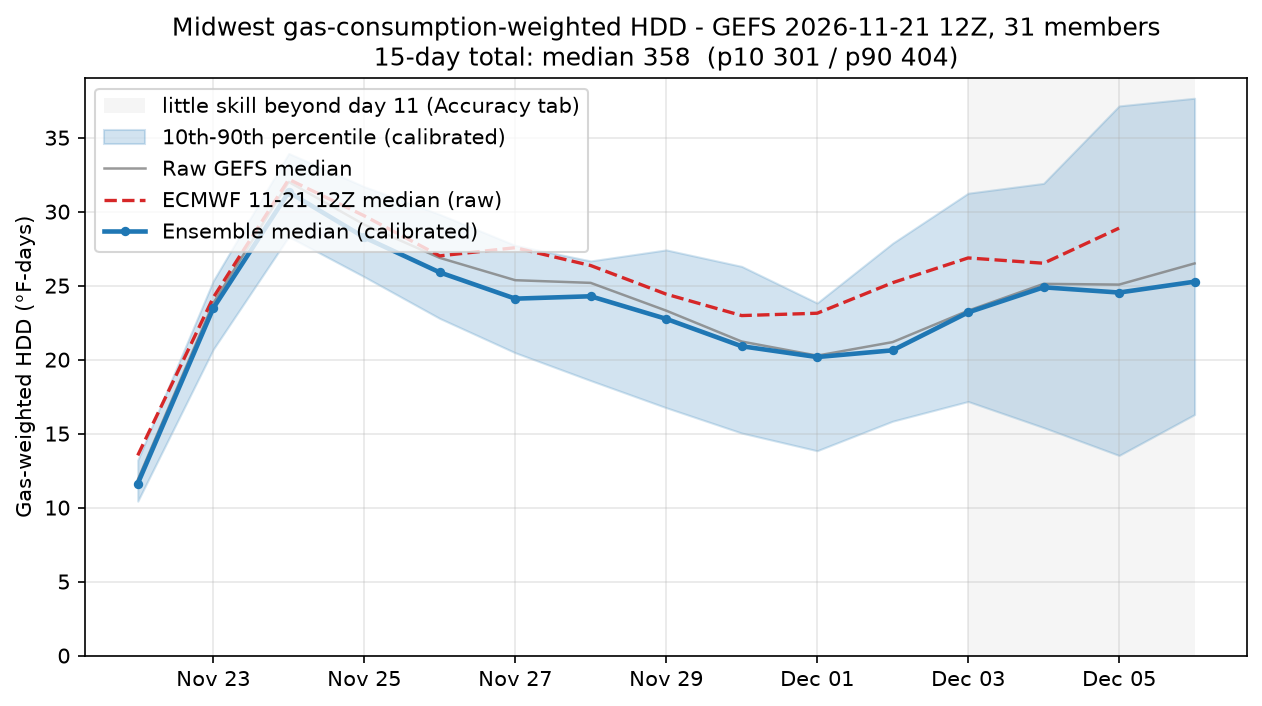 Midwest gas-consumption-weighted HDD - GEFS 2026-11-21 12Z, 31 members
15-day total: median 358  (p10 301 / p90 404)
little skill beyond day 11 (Accuracy tab)
10th-90th percentile (calibrated)
Raw GEFS median
ECMWF 11-21 12Z median (raw)
Ensemble median (calibrated)
Gas-weighted HDD (°F-days)
35
30
25
20
15
10
5
0
Nov 23 Nov 25 Nov 27 Nov 29 Dec 01 Dec 03 Dec 05